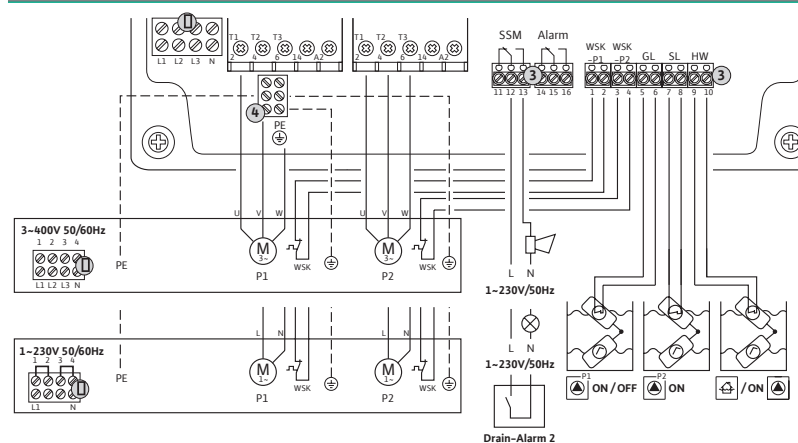 SSM Alarm
T1 T2 T3 T1 T2 T3
WSK -P1 WSK -P2 GL SL HW
2 4 6 14 A2 2 4 6 14 A2
L1 L2 L3 N
3 3
11 12 13 14 15 16 1 2 3 4 5 6 7 8 9 10
4
PE
U V W U V W
3~400V 50/60Hz
1 2 3 4
L1 L2 L3 N
PE
M 3~ WSK M 3~ WSK
P1 P2
L N
1~230V/50Hz
L N L N
1~230V 50/60Hz
1 2 3 4
L1 N
PE
M 1~ WSK M 1~ WSK
P1 P2
L N
1~230V/50Hz
P1 ON/OFF P2 ON /ON
Drain-Alarm 2